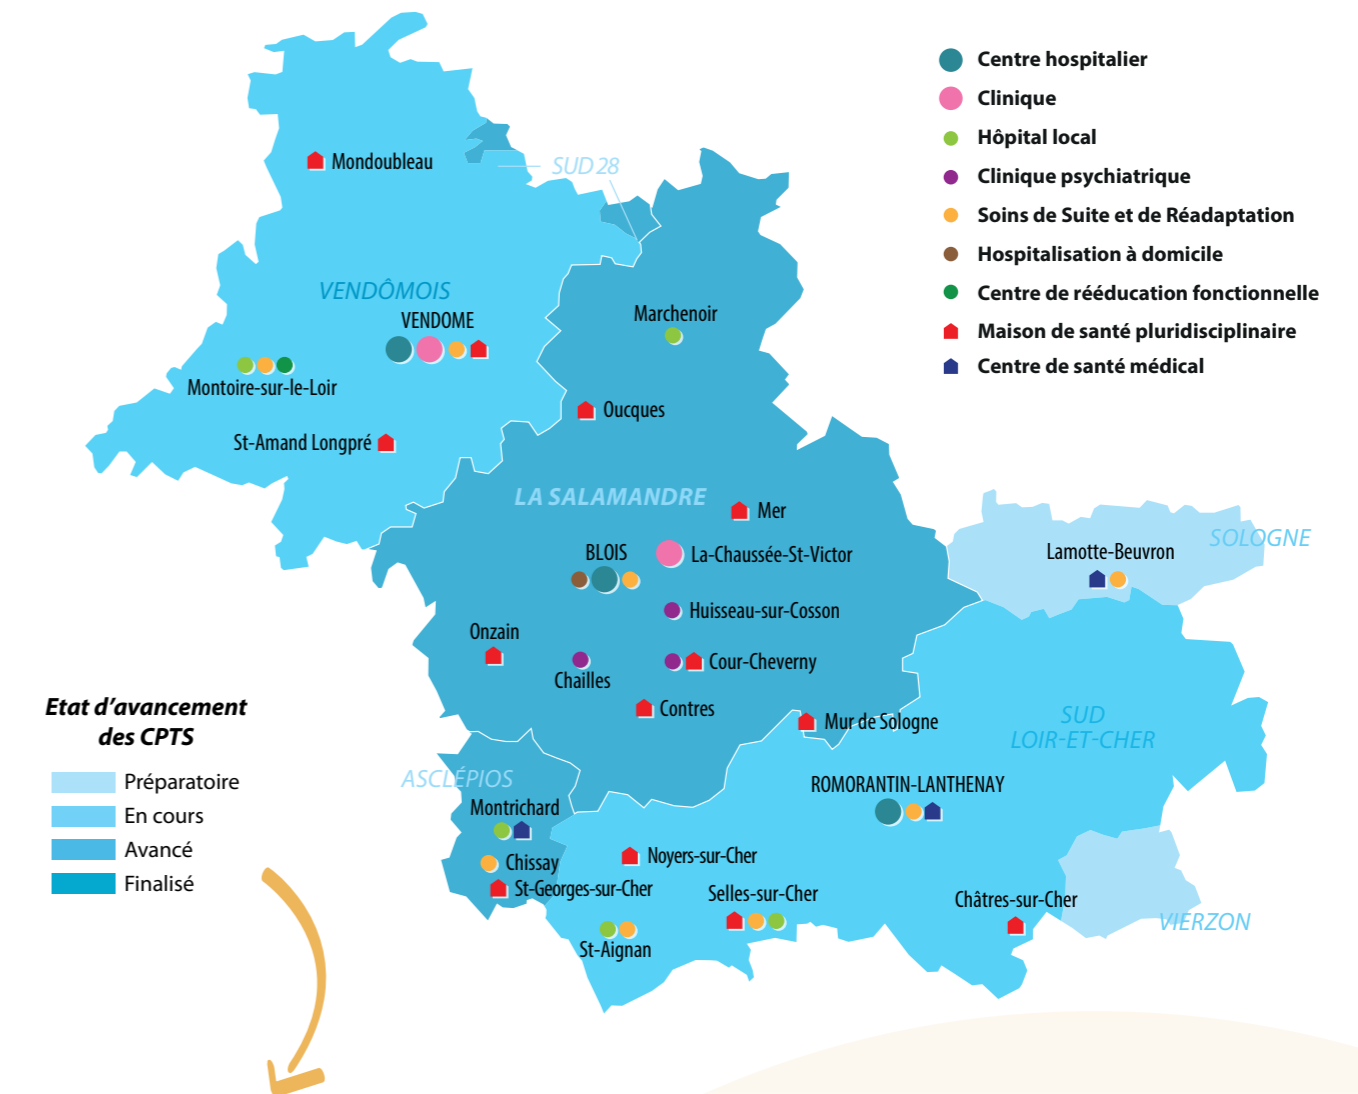 Centre hospitalier
Clinique
Hôpital local
Clinique psychiatrique
Soins de Suite et de Réadaptation
Hospitalisation à domicile
Centre de rééducation fonctionnelle
Maison de santé pluridisciplinaire
Centre de santé médical
Mondoubleau
SUD 28
VENDÔMOIS
VENDOME
Montoire-sur-le-Loir
St-Amand Longpré
Marchenoir
Oucques
LA SALAMANDRE
Mer
BLOIS
La-Chaussée-St-Victor
Huisseau-sur-Cosson
Onzain
Chailles
Cour-Cheverny
Contres
Mur de Sologne
SOLOGNE
Lamotte-Beuvron
SUD
LOIR-ET-CHER
ROMORANTIN-LANTHENAY
ASCLÉPIOS
Montrichard
Chissay
St-Georges-sur-Cher
Noyers-sur-Cher
Selles-sur-Cher
St-Aignan
Châtres-sur-Cher
VIERZON
Etat d'avancement
des CPTS
Préparatoire
En cours
Avancé
Finalisé